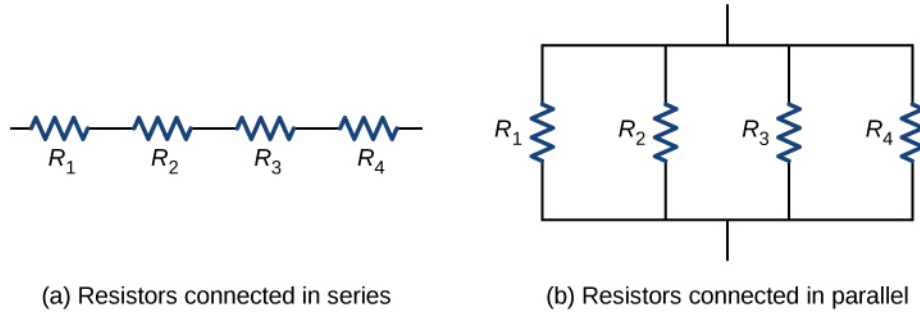 R1 R2 R3 R4
R1 R2 R3 R4
(a) Resistors connected in series
(b) Resistors connected in parallel